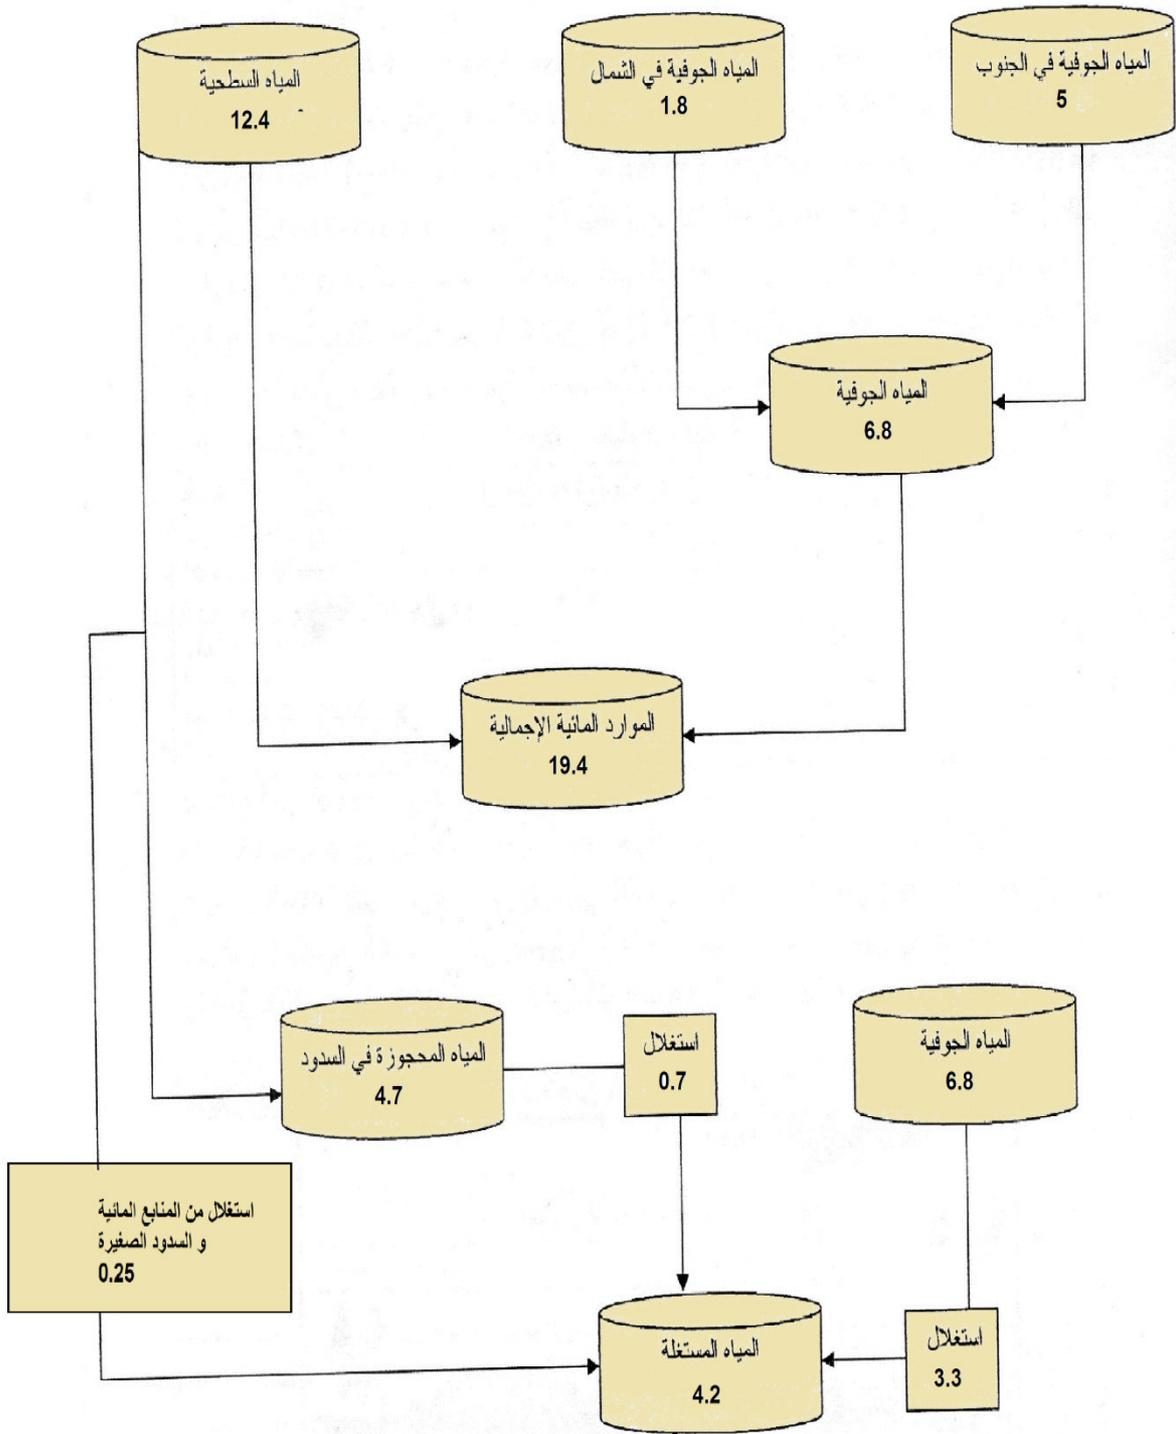 المياه الجوفية في الجنوب
5
المياه الجوفية في الشمال
1.8
المياه السطحية
12.4
المياه الجوفية
6.8
الموارد المائية الإجمالية
19.4
المياه الجوفية
6.8
استغلال
0.7
المياه المحجوزة في السدود
4.7
استغلال من المنابع المائية
و السدود الصغيرة
0.25
استغلال
3.3
المياه المستغلة
4.2